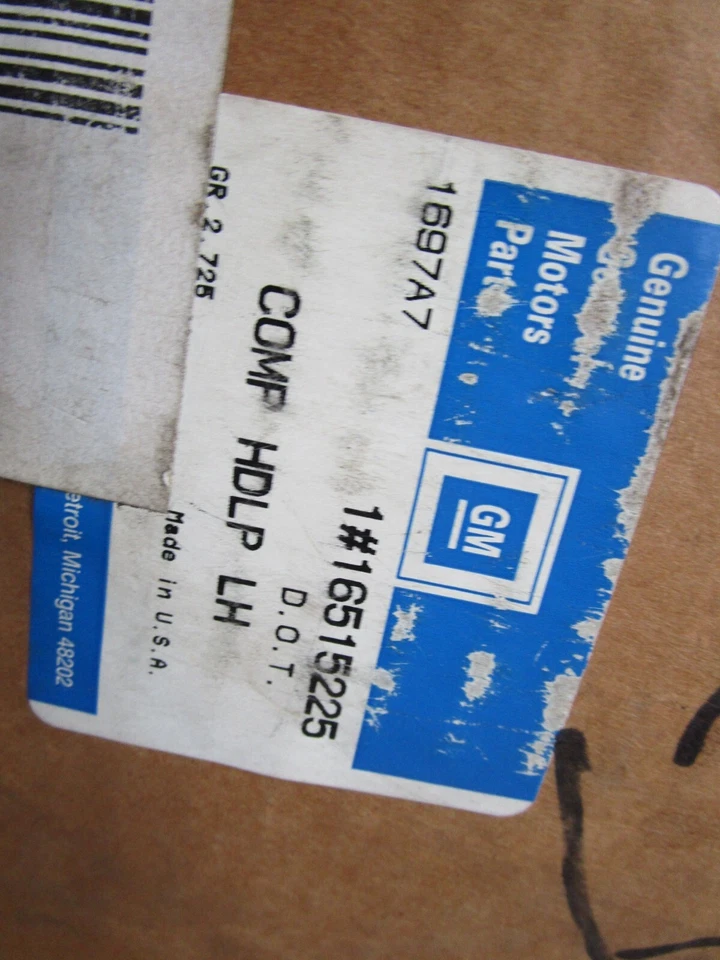 Genuine
Motors
Parts
GM
1697A7
1#16515225
D.O.T.
COMP HDLP LH
GR 2.725
Made in U.S.A.
etroit, Michigan 48202